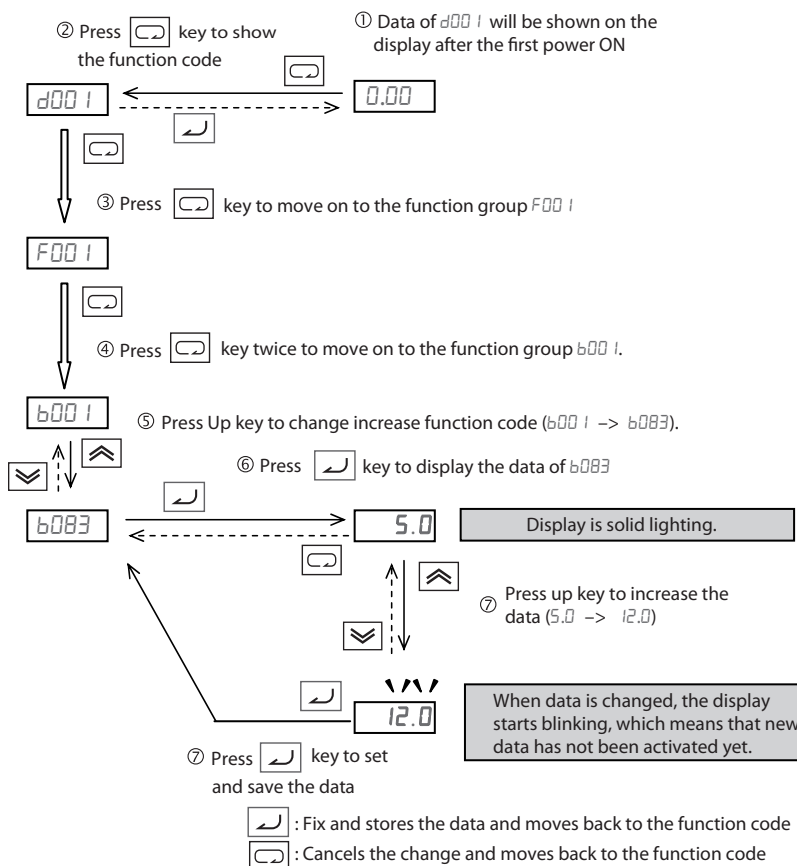 ① Data of d001 will be shown on the
display after the first power ON
② Press key to show
the function code
d001
0.00
③ Press key to move on to the function group F001
F001
④ Press key twice to move on to the function group b001.
b001
⑤ Press Up key to change increase function code (b001 –> b083).
⑥ Press key to display the data of b083
b083
5.0
Display is solid lighting.
⑦ Press up key to increase the
data (5.0 –> 12.0)
12.0
When data is changed, the display
starts blinking, which means that new
data has not been activated yet.
⑦ Press key to set
and save the data
: Fix and stores the data and moves back to the function code
: Cancels the change and moves back to the function code